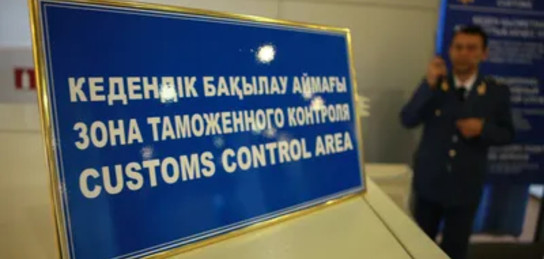 КЕДЕНДІК БАҚЫЛАУ АЙМАҒЫ
ЗОНА ТАМОЖЕННОГО КОНТРОЛЯ
CUSTOMS CONTROL AREA